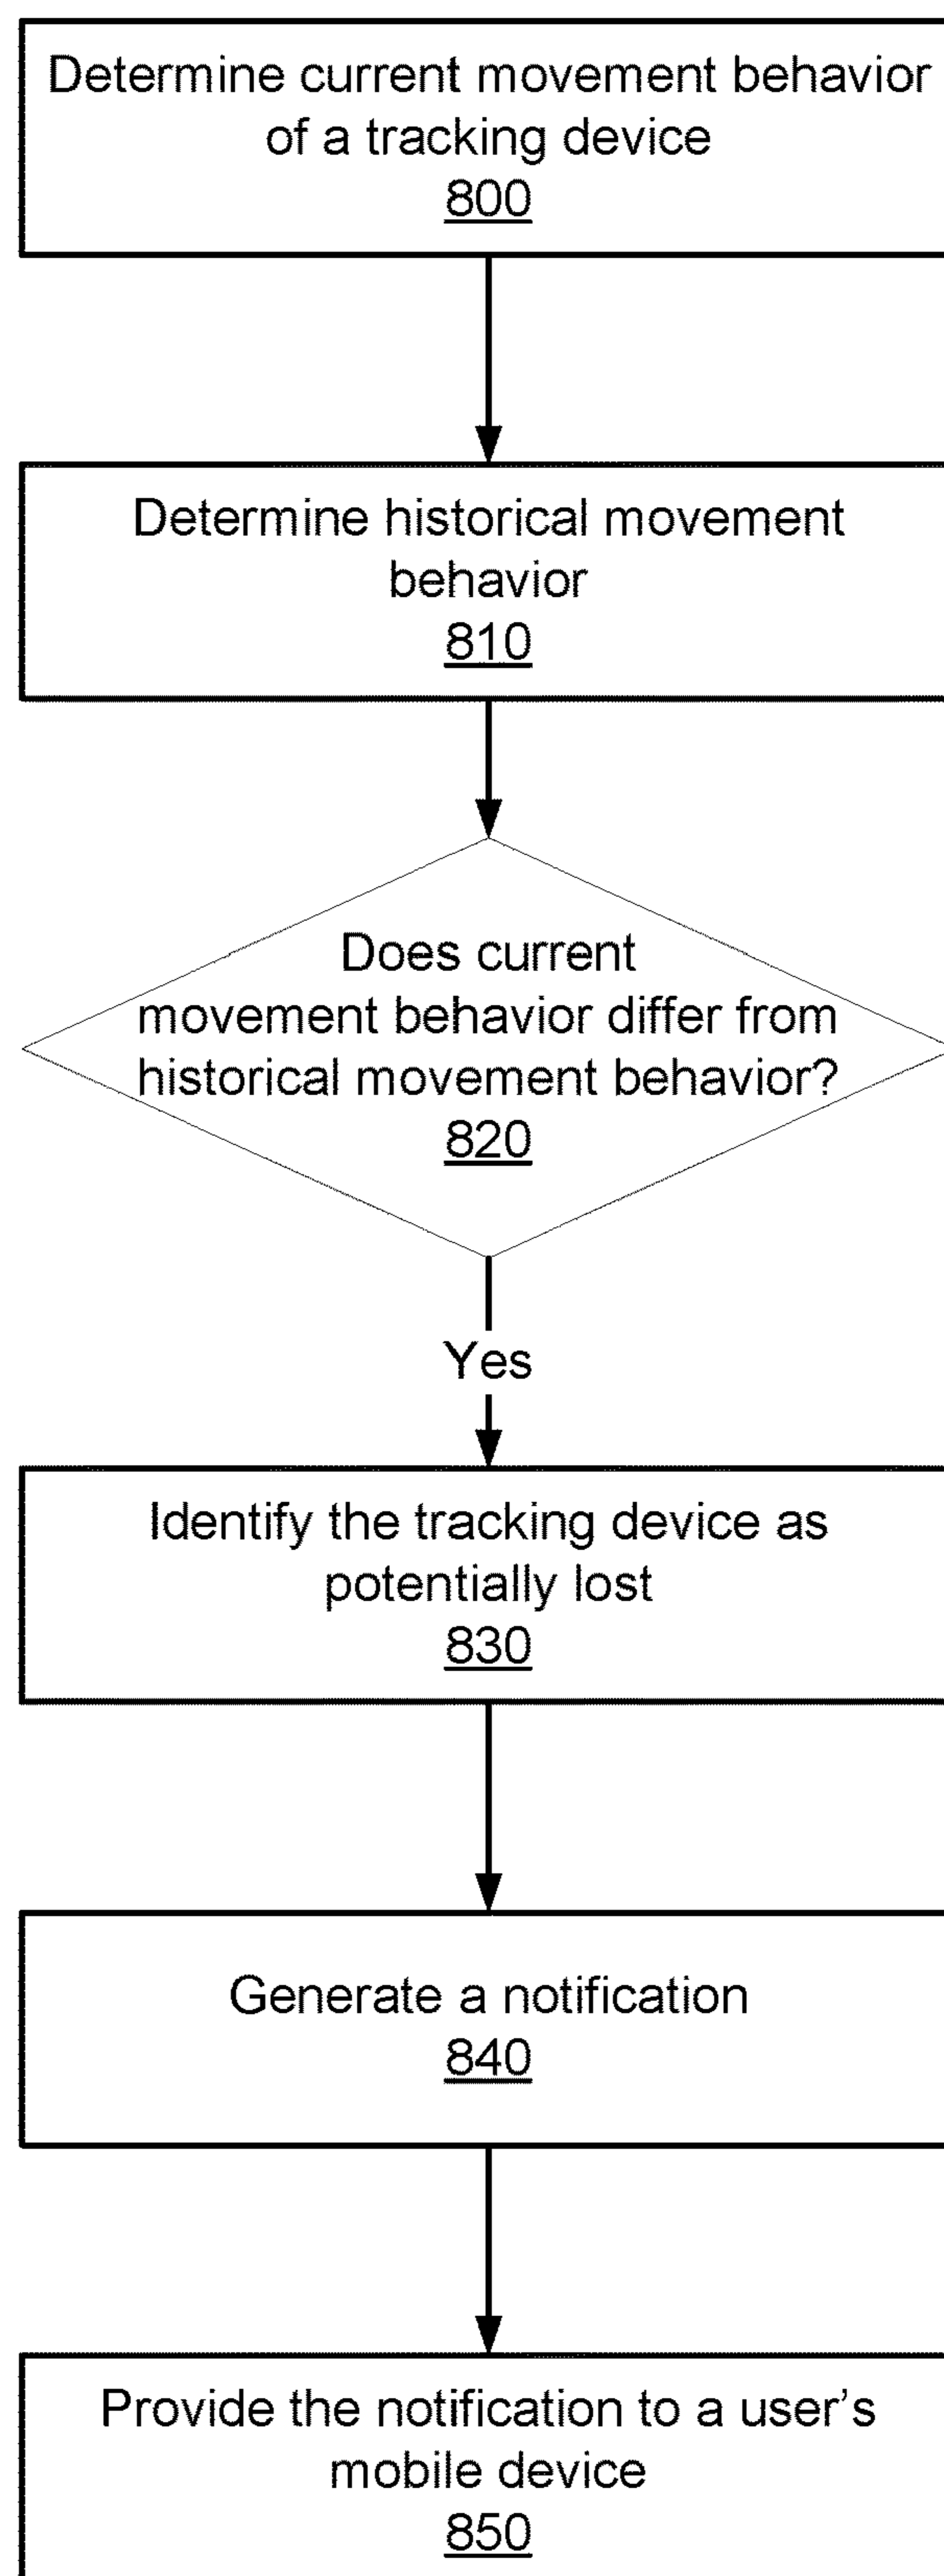 Determine current movement behavior
of a tracking device
800
Determine historical movement
behavior
810
Does current
movement behavior differ from
historical movement behavior?
820
Yes
Identify the tracking device as
potentially lost
830
Generate a notification
840
Provide the notification to a user's
mobile device
850